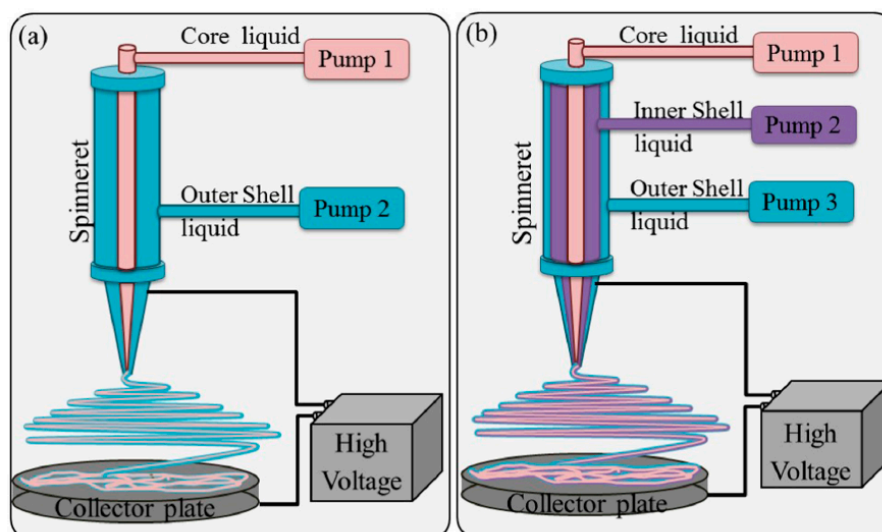 (a)
Core liquid
Pump 1
Spinneret
Outer Shell
liquid
Pump 2
High
Voltage
Collector plate
(b)
Core liquid
Pump 1
Inner Shell
liquid
Pump 2
Spinneret
Outer Shell
liquid
Pump 3
High
Voltage
Collector plate